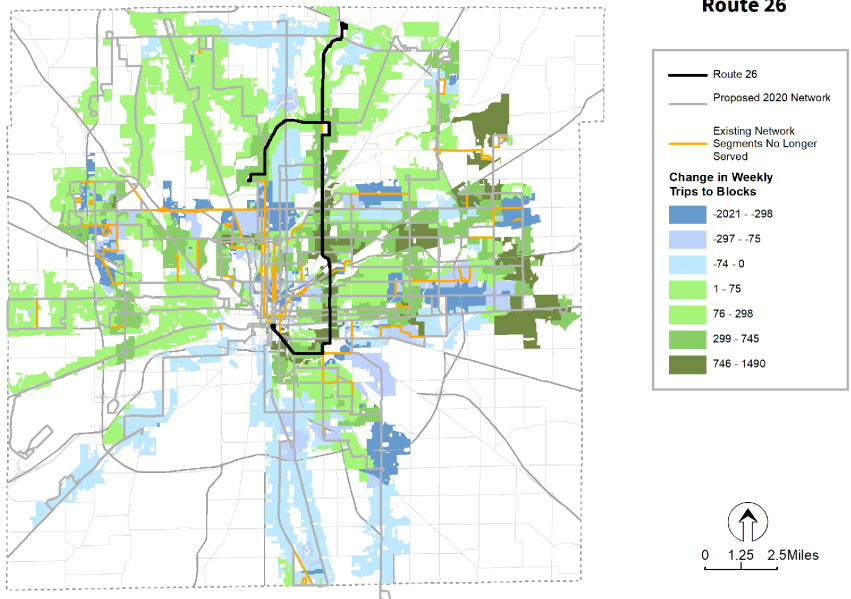 Route 26
Route 26
Proposed 2020 Network
Existing Network
Segments No Longer
Served
Change in Weekly
Trips to Blocks
-2021 - -298
-297 - -75
-74 - 0
1 - 75
76 - 298
299 - 745
746 - 1490
0 1.25 2.5Miles